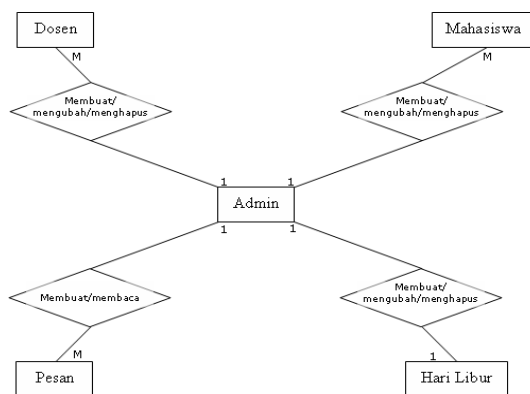 Dosen
Mahasiswa
M
M
Membuat/
mengubah/menghapus
Membuat/
mengubah/menghapus
1
1
Admin
1
1
Membuat/membaca
Membuat/
mengubah/menghapus
M
1
Pesan
Hari Libur